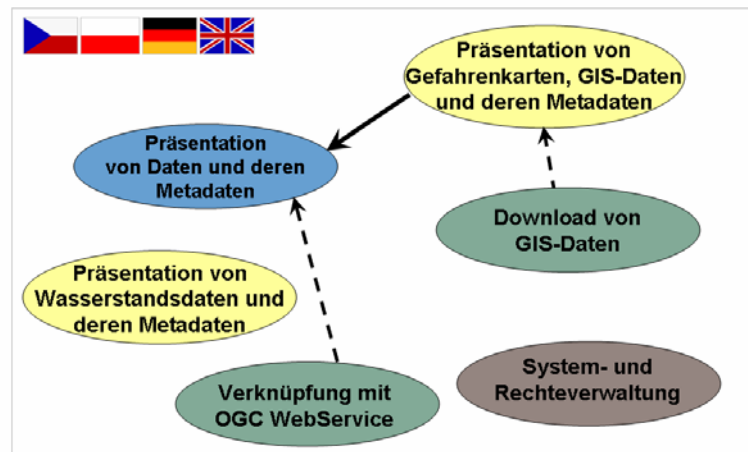 Präsentation von
Gefahrenkarten, GIS-Daten
und deren Metadaten
Präsentation
von Daten und deren
Metadaten
Download von
GIS-Daten
Präsentation von
Wasserstandsdaten und
deren Metadaten
System- und
Rechteverwaltung
Verknüpfung mit
OGC WebService